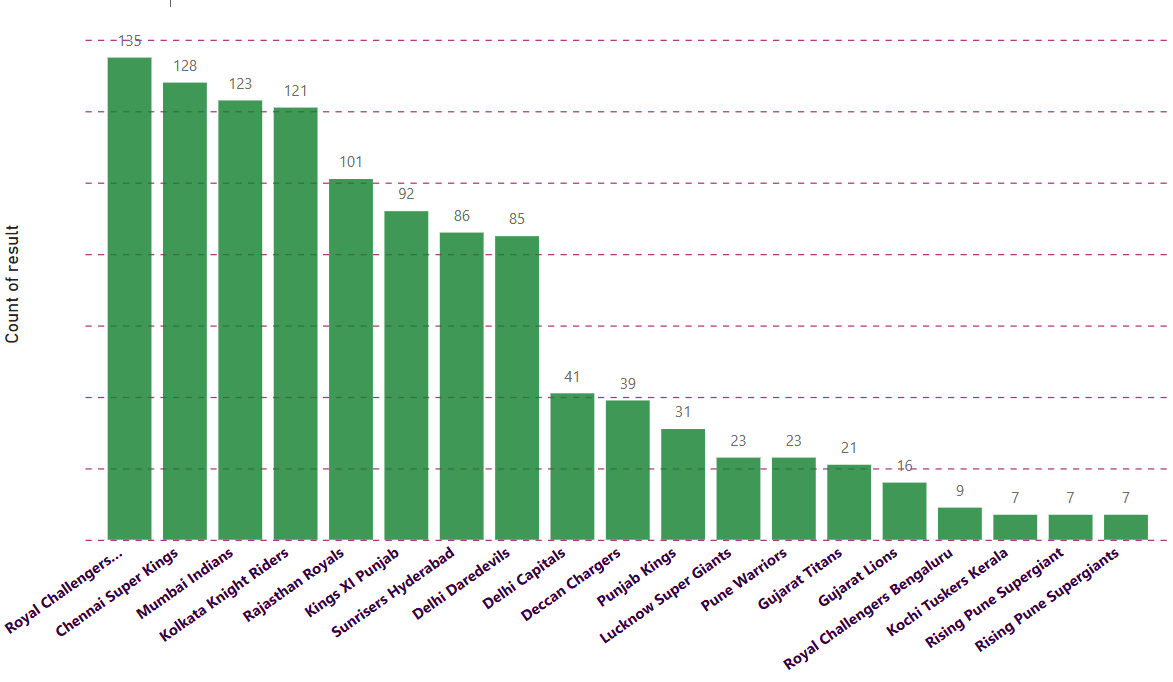 Count of result
135
128
123
121
101
92
86
85
41
39
31
23
23
21
16
9
7
7
7
Royal Challengers...
Chennai Super Kings
Mumbai Indians
Kolkata Knight Riders
Rajasthan Royals
Kings XI Punjab
Sunrisers Hyderabad
Delhi Daredevils
Delhi Capitals
Deccan Chargers
Punjab Kings
Lucknow Super Giants
Pune Warriors
Gujarat Titans
Gujarat Lions
Royal Challengers Bengaluru
Kochi Tuskers Kerala
Rising Pune Supergiant
Rising Pune Supergiants